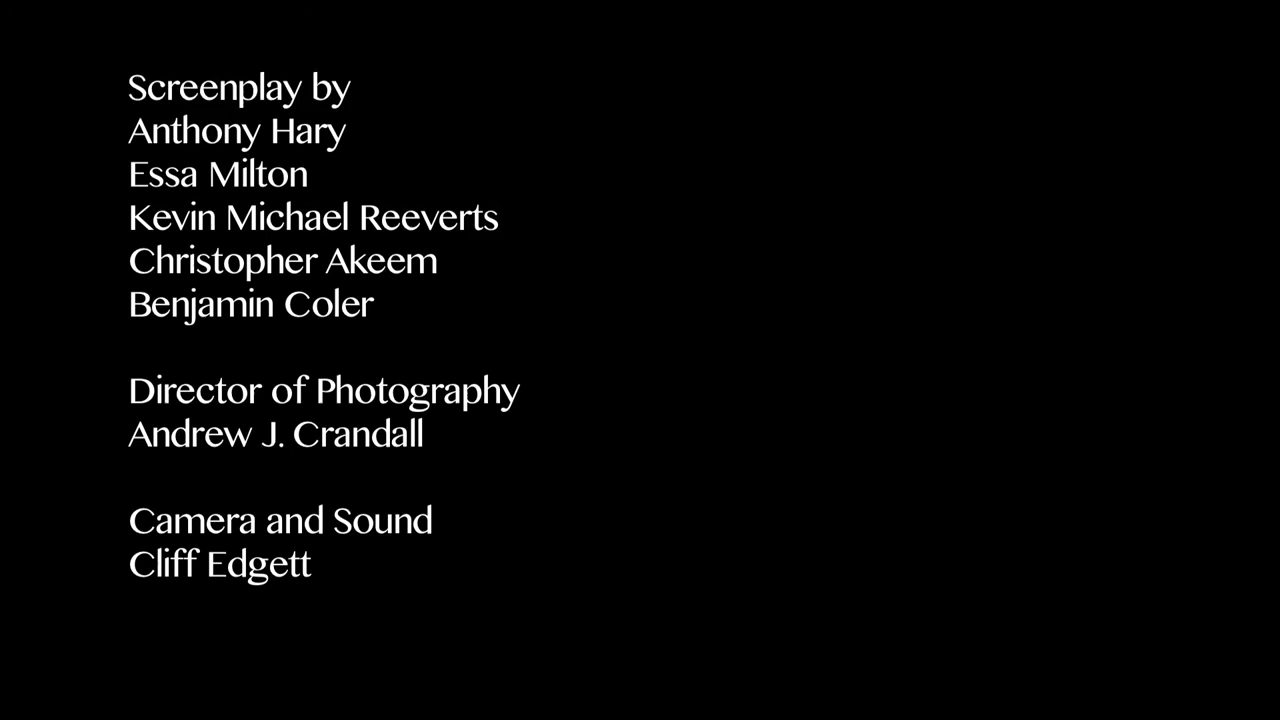 Screenplay by
Anthony Hary
Essa Milton
Kevin Michael Reeverts
Christopher Akeem
Benjamin Coler
Director of Photography
Andrew J. Crandall
Camera and Sound
Cliff Edgett